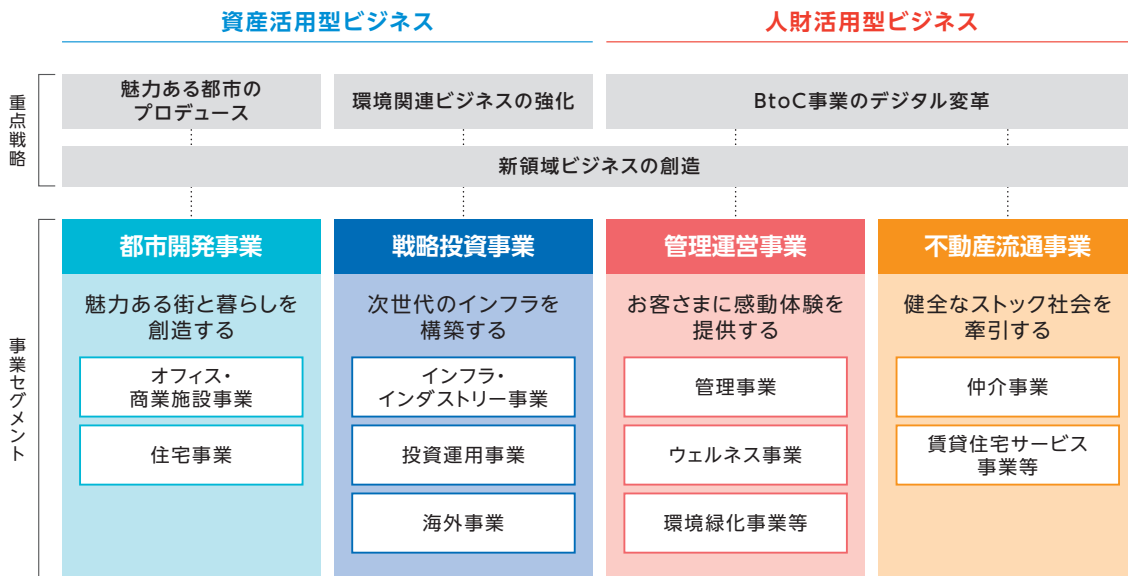 資産活用型ビジネス
人財活用型ビジネス
重点戦略
魅力ある都市の
プロデュース
環境関連ビジネスの強化
BtoC事業のデジタル変革
新領域ビジネスの創造
事業セグメント
都市開発事業
魅力ある街と暮らしを
創造する
オフィス・
商業施設事業
住宅事業
戦略投資事業
次世代のインフラを
構築する
インフラ・
インダストリー事業
投資運用事業
海外事業
管理運営事業
お客さまに感動体験を
提供する
管理事業
ウェルネス事業
環境緑化事業等
不動産流通事業
健全なストック社会を
牽引する
仲介事業
賃貸住宅サービス
事業等